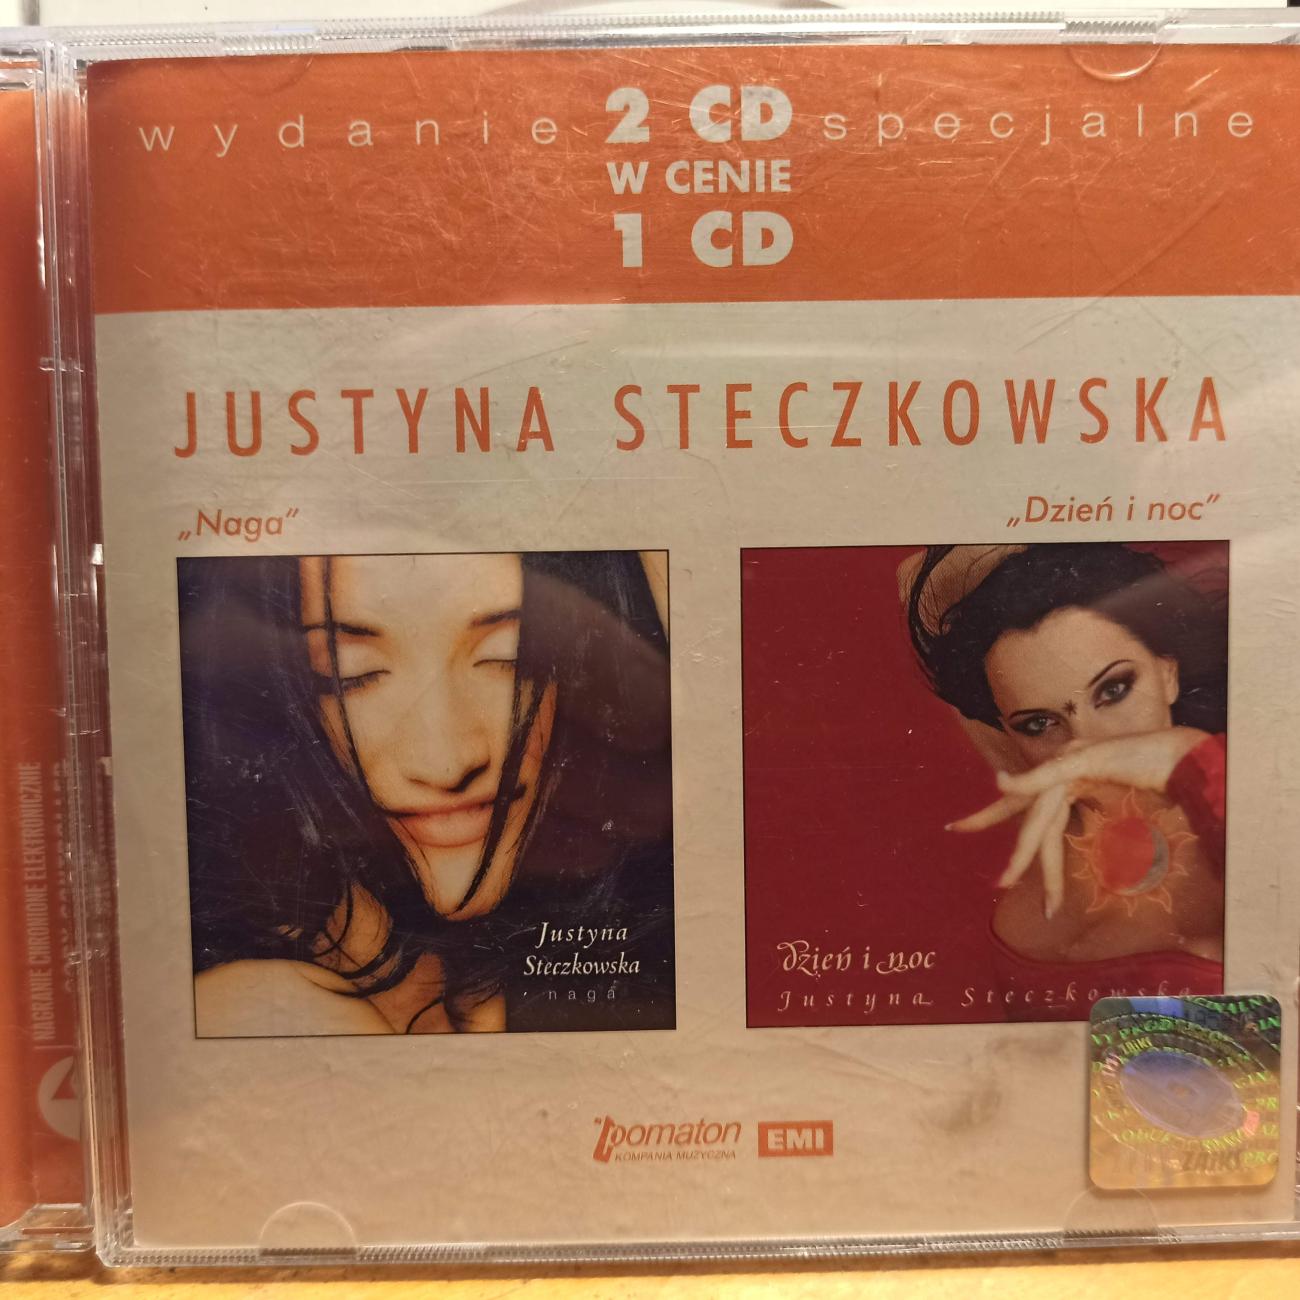 wydanie 2 CD specjalne
W CENIE
1 CD
JUSTYNA STECZKOWSKA
„Naga”
„Dzień i noc”
Justyna
Steczkowska
naga
Dzień i noc
Justyna Steczkowska
pomaton
KOMPANIA MUZYCZNA
EMI
ZAiKS
NAGRANIE CHRONIONE ELEKTRONICZNIE